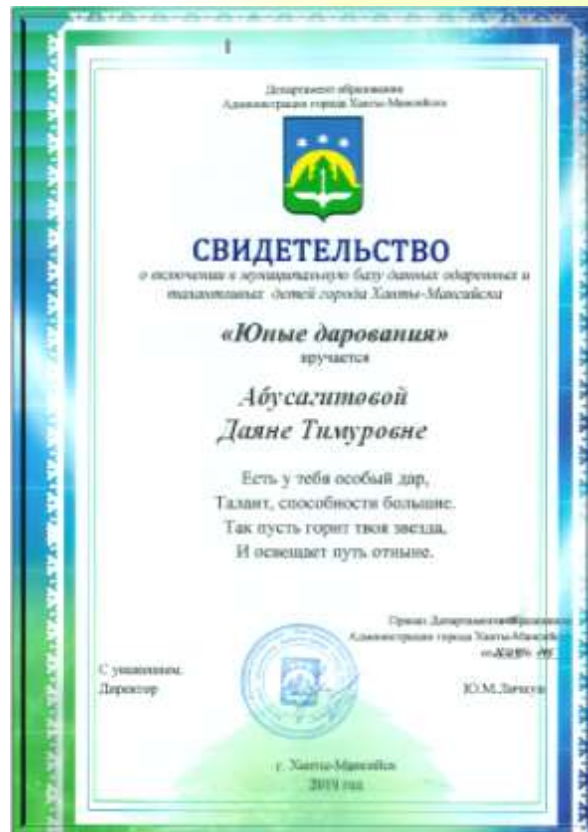 Департамент образования
Администрации города Ханты-Мансийска
СВИДЕТЕЛЬСТВО
о включении в муниципальную базу данных одаренных и
талантливых детей города Ханты-Мансийска
«Юные дарования»
вручается
Абусагитовой
Даяне Тимуровне
Есть у тебя особый дар,
Талант, способности большие.
Так пусть горит твоя звезда,
И освещает путь отныне.
Приказ Департамента образования
Администрации города Ханты-Мансийска
С уважением,
Директор
Ю.М.
г. Ханты-Мансийск
2019 год